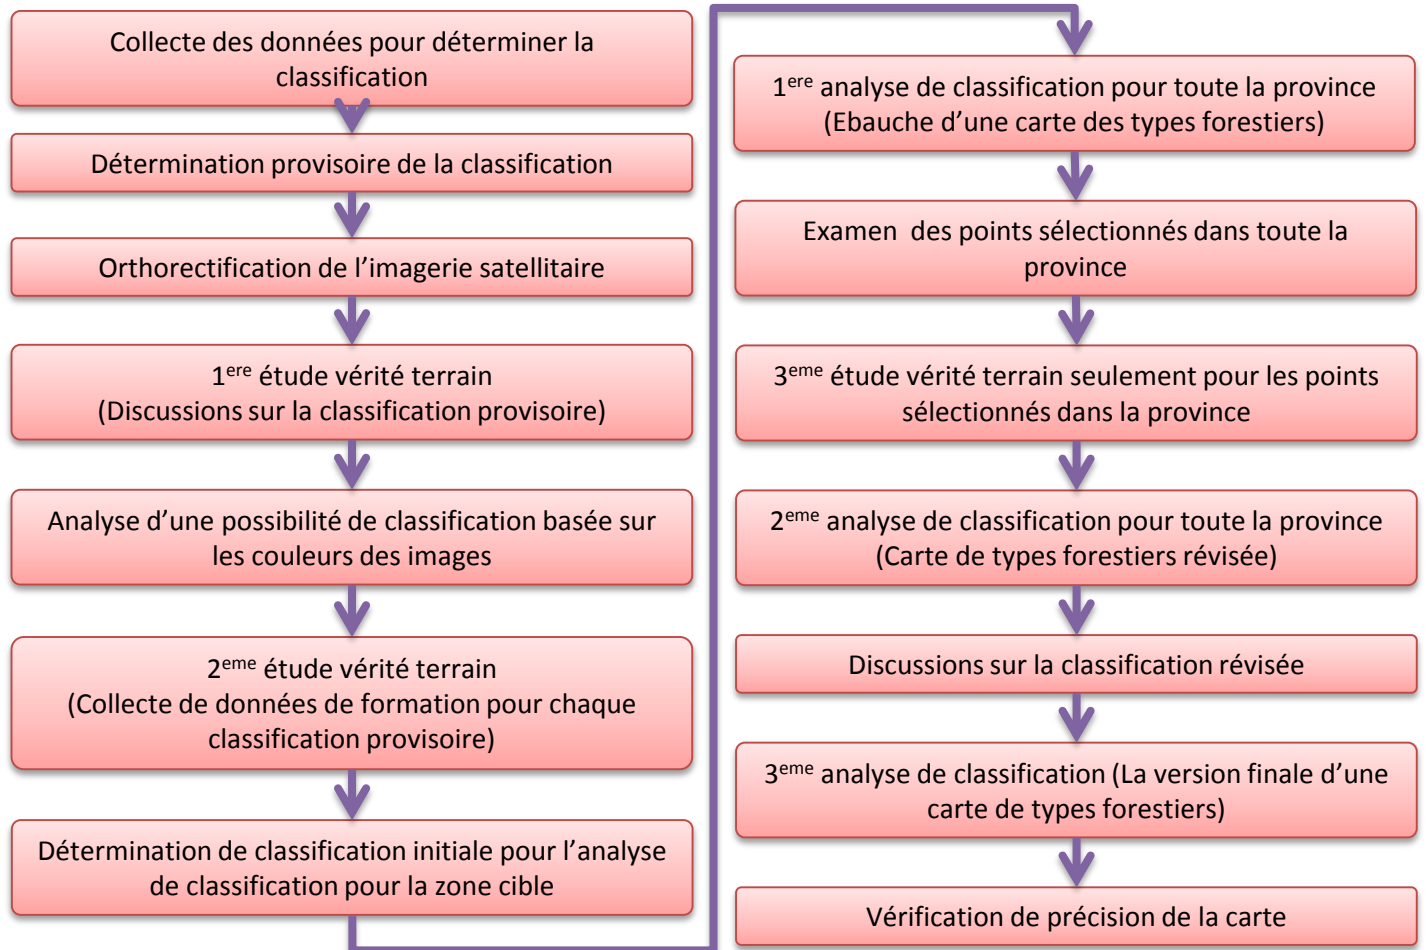 Collecte des données pour déterminer la
classification
Détermination provisoire de la classification
Orthorectification de l’imagerie satellitaire
1ere étude vérité terrain
(Discussions sur la classification provisoire)
Analyse d’une possibilité de classification basée sur
les couleurs des images
2eme étude vérité terrain
(Collecte de données de formation pour chaque
classification provisoire)
Détermination de classification initiale pour l’analyse
de classification pour la zone cible
1ere analyse de classification pour toute la province
(Ebauche d’une carte des types forestiers)
Examen des points sélectionnés dans toute la
province
3eme étude vérité terrain seulement pour les points
sélectionnés dans la province
2eme analyse de classification pour toute la province
(Carte de types forestiers révisée)
Discussions sur la classification révisée
3eme analyse de classification (La version finale d’une
carte de types forestiers)
Vérification de précision de la carte